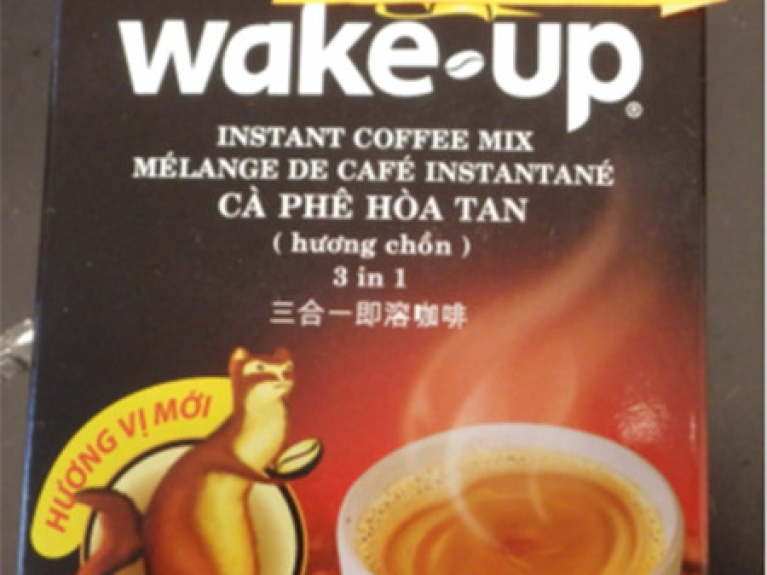 wake-up®
INSTANT COFFEE MIX
MÉLANGE DE CAFÉ INSTANTANÉ
CÀ PHÊ HÒA TAN
( hương chồn )
3 in 1
三合一即溶咖啡
HƯƠNG VỊ MỚI